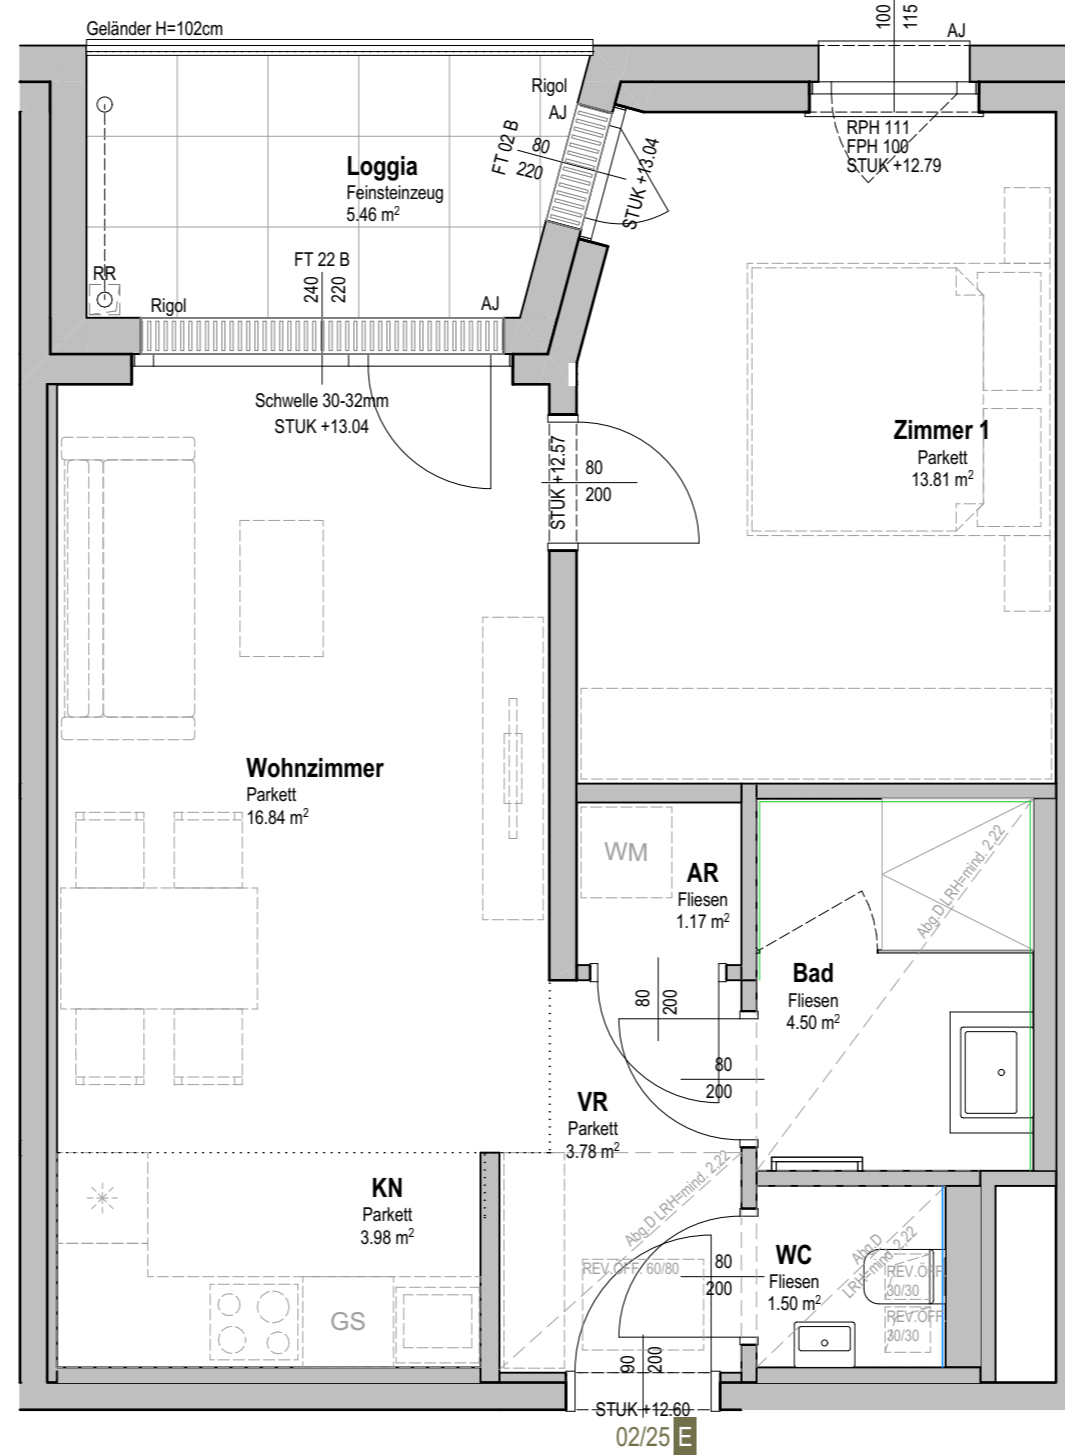 Geländer H=102cm
100
115
AJ
Rigol
AJ
FT 02 B
80
220
STUK +13.04
RPH 111
FPH 100
STUK +12.79
Loggia
Feinsteinzeug
5.46 m²
RR
FT 22 B
240
220
Rigol
AJ
Schwelle 30-32mm
STUK +13.04
STUK +12.57
80
200
Zimmer 1
Parkett
13.81 m²
Wohnzimmer
Parkett
16.84 m²
WM
AR
Fliesen
1.17 m²
Abg.D LRH=mind. 2,22
Bad
Fliesen
4.50 m²
80
200
80
200
VR
Parkett
3.78 m²
Abg.D LRH=mind. 2,22
KN
Parkett
3.98 m²
GS
REV.ÖFF. 60/80
80
200
WC
Fliesen
1.50 m²
Abg.D
LRH=mind. 2,22
REV.ÖFF.
30/30
REV.ÖFF.
30/30
90
200
STUK +12.60
02/25 E